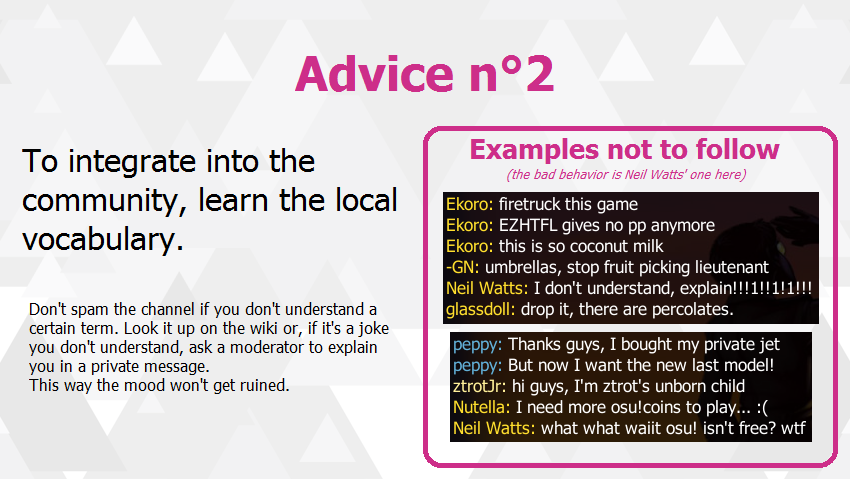 Advice n°2
To integrate into the
community, learn the local
vocabulary.
Don't spam the channel if you don't understand a
certain term. Look it up on the wiki or, if it's a joke
you don't understand, ask a moderator to explain
you in a private message.
This way the mood won't get ruined.
Examples not to follow
(the bad behavior is Neil Watts' one here)
Ekoro: firetruck this game
Ekoro: EZHTFL gives no pp anymore
Ekoro: this is so coconut milk
-GN: umbrellas, stop fruit picking lieutenant
Neil Watts: I don't understand, explain!!!1!!1!1!!!
glassdoll: drop it, there are percolates.
peppy: Thanks guys, I bought my private jet
peppy: But now I want the new last model!
ztrotJr: hi guys, I'm ztrot's unborn child
Nutella: I need more osu!coins to play... :(
Neil Watts: what what waiit osu! isn't free? wtf